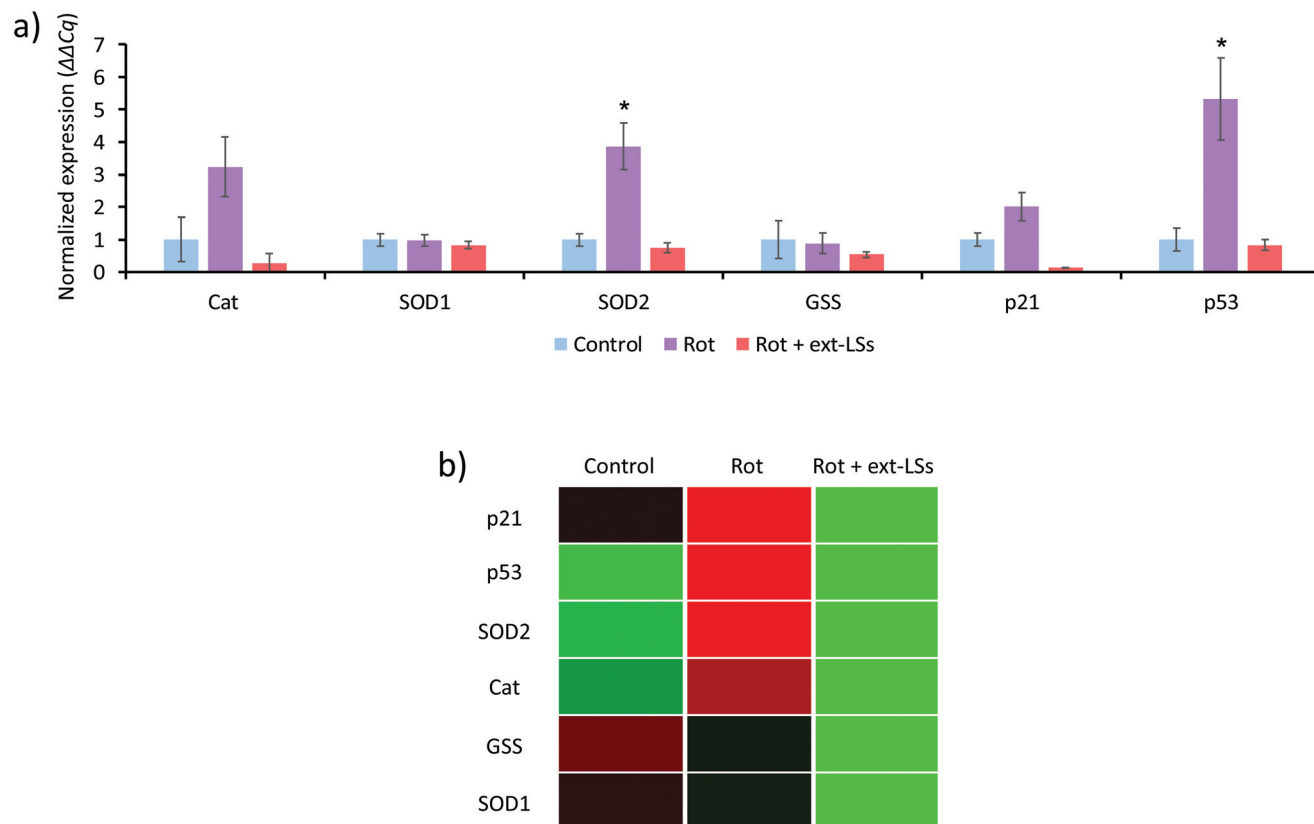 a)
Normalized expression (ΔΔCq)
7
6
5
4
3
2
1
0
*
*
Cat SOD1 SOD2 GSS p21 p53
Control Rot Rot + ext-LSs
b)
Control Rot Rot + ext-LSs
p21
p53
SOD2
Cat
GSS
SOD1